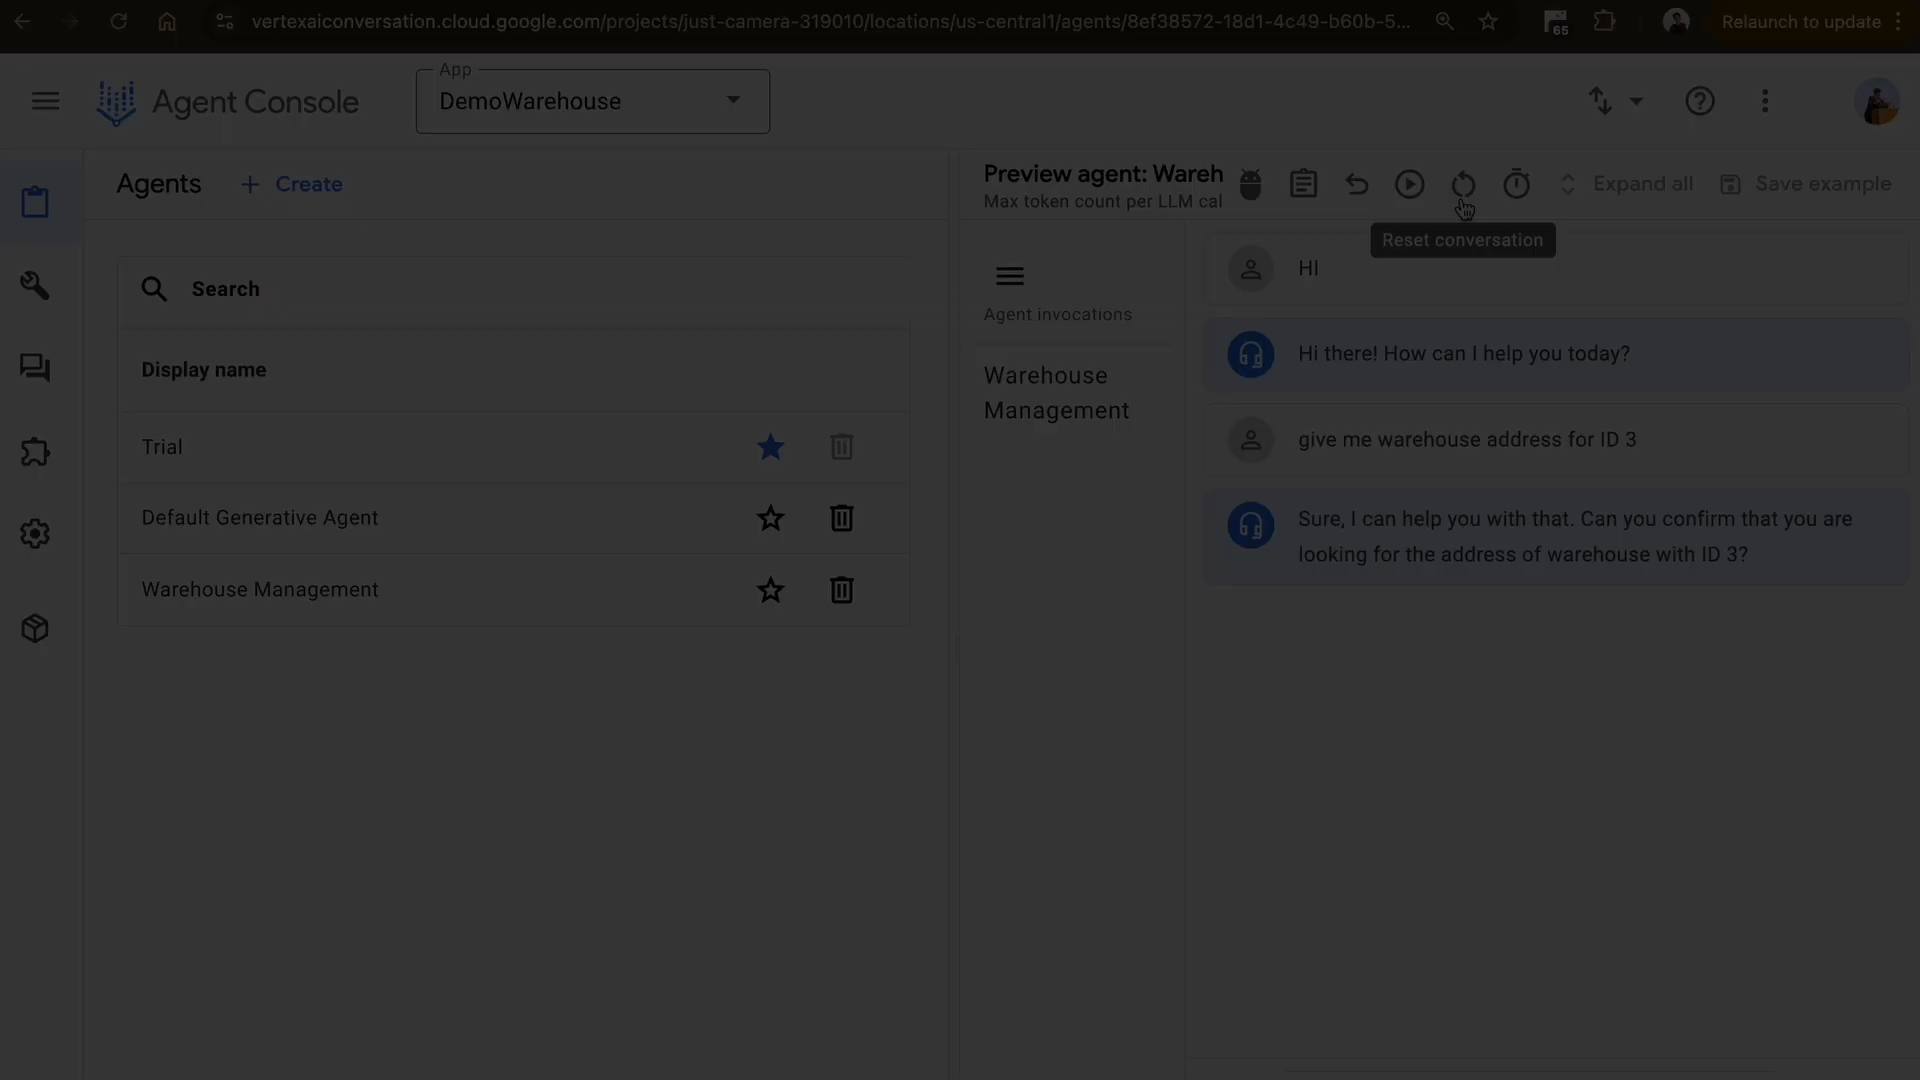 vertexaiconversation.cloud.google.com/projects/just-camera-319010/locations/us-central1/agents/8ef38572-18d1-4c49-b60b-5...
65
Relaunch to update
Agent Console
App
DemoWarehouse
Agents
Create
Preview agent: Wareh
Max token count per LLM cal
Expand all
Save example
Reset conversation
Search
Display name
Trial
Default Generative Agent
Warehouse Management
Agent invocations
Warehouse
Management
HI
Hi there! How can I help you today?
give me warehouse address for ID 3
Sure, I can help you with that. Can you confirm that you are
looking for the address of warehouse with ID 3?